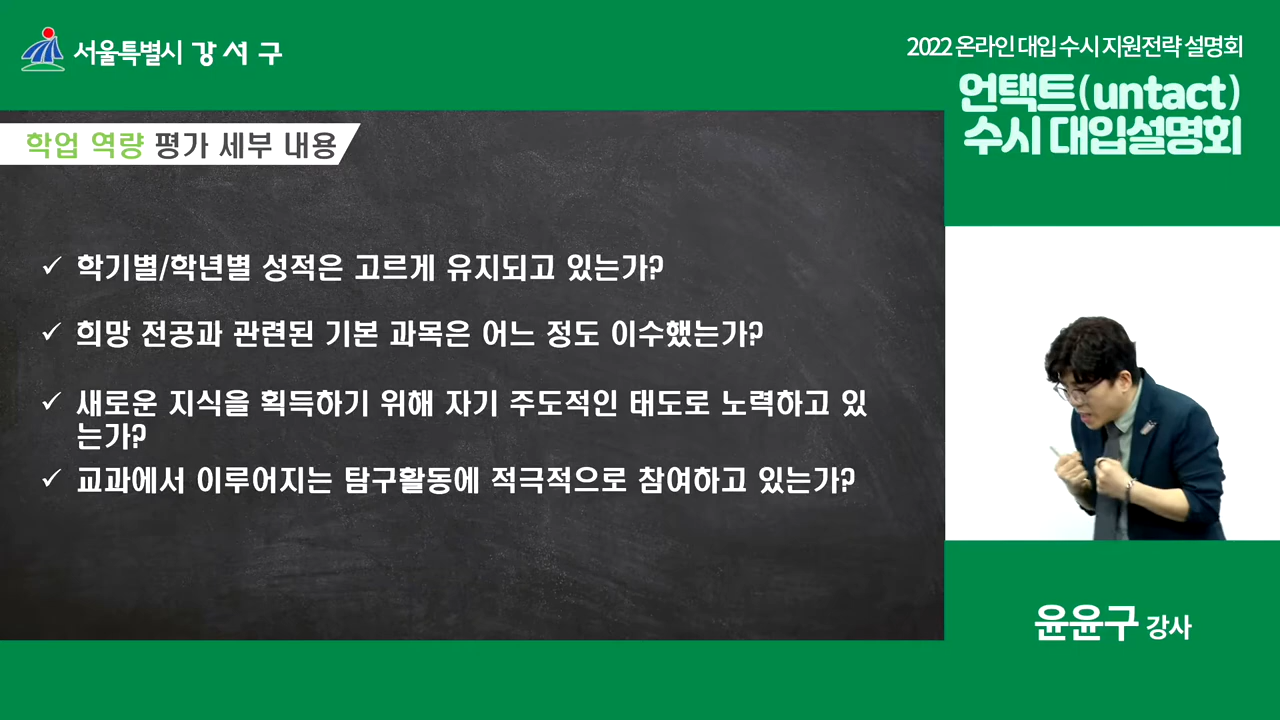 서울특별시 강서구
2022 온라인 대입 수시 지원전략 설명회
언택트(untact)
수시 대입설명회
학업 역량 평가 세부 내용
✓ 학기별/학년별 성적은 고르게 유지되고 있는가?
✓ 희망 전공과 관련된 기본 과목은 어느 정도 이수했는가?
✓ 새로운 지식을 획득하기 위해 자기 주도적인 태도로 노력하고 있
는가?
✓ 교과에서 이루어지는 탐구활동에 적극적으로 참여하고 있는가?
윤윤구 강사